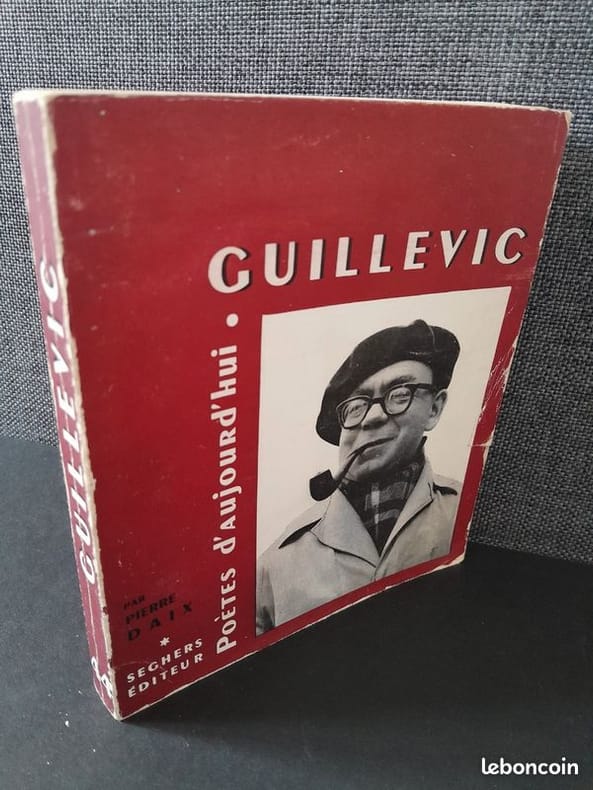 GUILLEVIC
POÈTES d'AUJOURd'HUI •
GUILLEVIC
PAR
PIERRE
DAIX
*
SEGHERS
ÉDITEUR
leboncoin